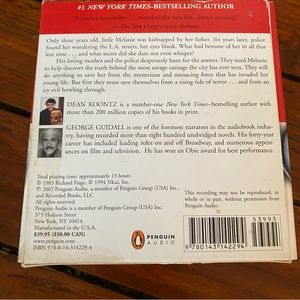 #1 NEW YORK TIMES-BESTSELLING AUTHOR
"A master storyteller . . . wonderfully fiendish, always riveting!"
—The San Diego Union-Tribune
Only three years old, little Melanie was kidnapped by her father. Six years later, police
found her wandering the L.A. streets, her eyes blank. What had become of her in all that
lost time . . . and what secret did she dare not even whisper?
Her loving mother and the police desperately hunt for the answers. They need Melanie
to help discover the truth behind the most savage carnage the city has ever seen. They will
do anything to save her from the mysterious and menacing force that has invaded her
young life. But first they must save themselves from a rising tide of terror . . . and from an
icy evil howling through.
DEAN KOONTZ is a number-one New York Times-bestselling author with
more than 200 million copies of his books in print.
GEORGE GUIDALL is one of the foremost narrators in the audiobook indus-
try, having recorded more than eight hundred unabridged novels. His forty-year
career has included leading roles on and off Broadway, and numerous appear-
ances on film and television. He has won an Obie award for best performance.
Total playing time: approximately 13 hours
© 1985 Richard Paige, © 1994 Nkui, Inc.
℗ 2007 Penguin Audio, a member of Penguin Group (USA) Inc.,
and Recorded Books, LLC
All rights reserved.
Penguin Audio is a member of Penguin Group (USA) Inc.
375 Hudson Street
New York, NY 10014
Manufactured in the U.S.A.
$39.95 ($50.00 CAN)
www.penguin.com
ISBN 978-0-14-314229-4
PENGUIN
AUDIO
This recording may not be reproduced, in
whole or in part, without permission from
Penguin Audio.
53995
9 780143 142294